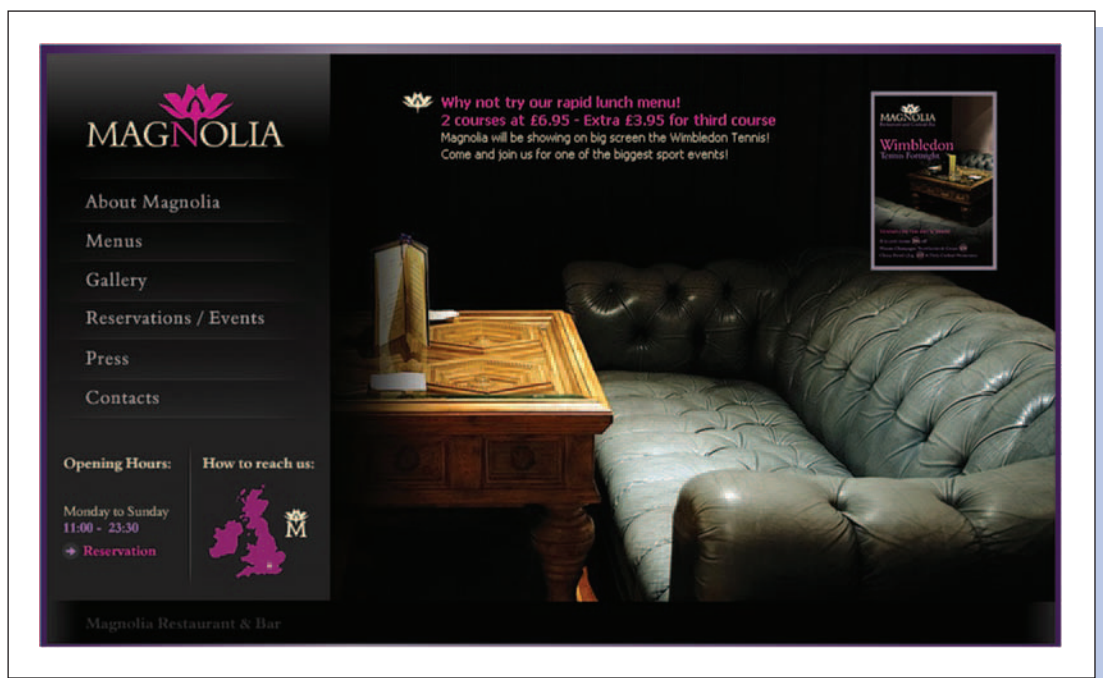 MAGNOLIA
About Magnolia
Menus
Gallery
Reservations / Events
Press
Contacts
Opening Hours:
Monday to Sunday
11:00 - 23:30
Reservation
How to reach us:
M
Magnolia Restaurant & Bar
Why not try our rapid lunch menu!
2 courses at £6.95 - Extra £3.95 for third course
Magnolia will be showing on big screen the Wimbledon Tennis!
Come and join us for one of the biggest sport events!
MAGNOLIA
Wimbledon
Tennis Fortnight